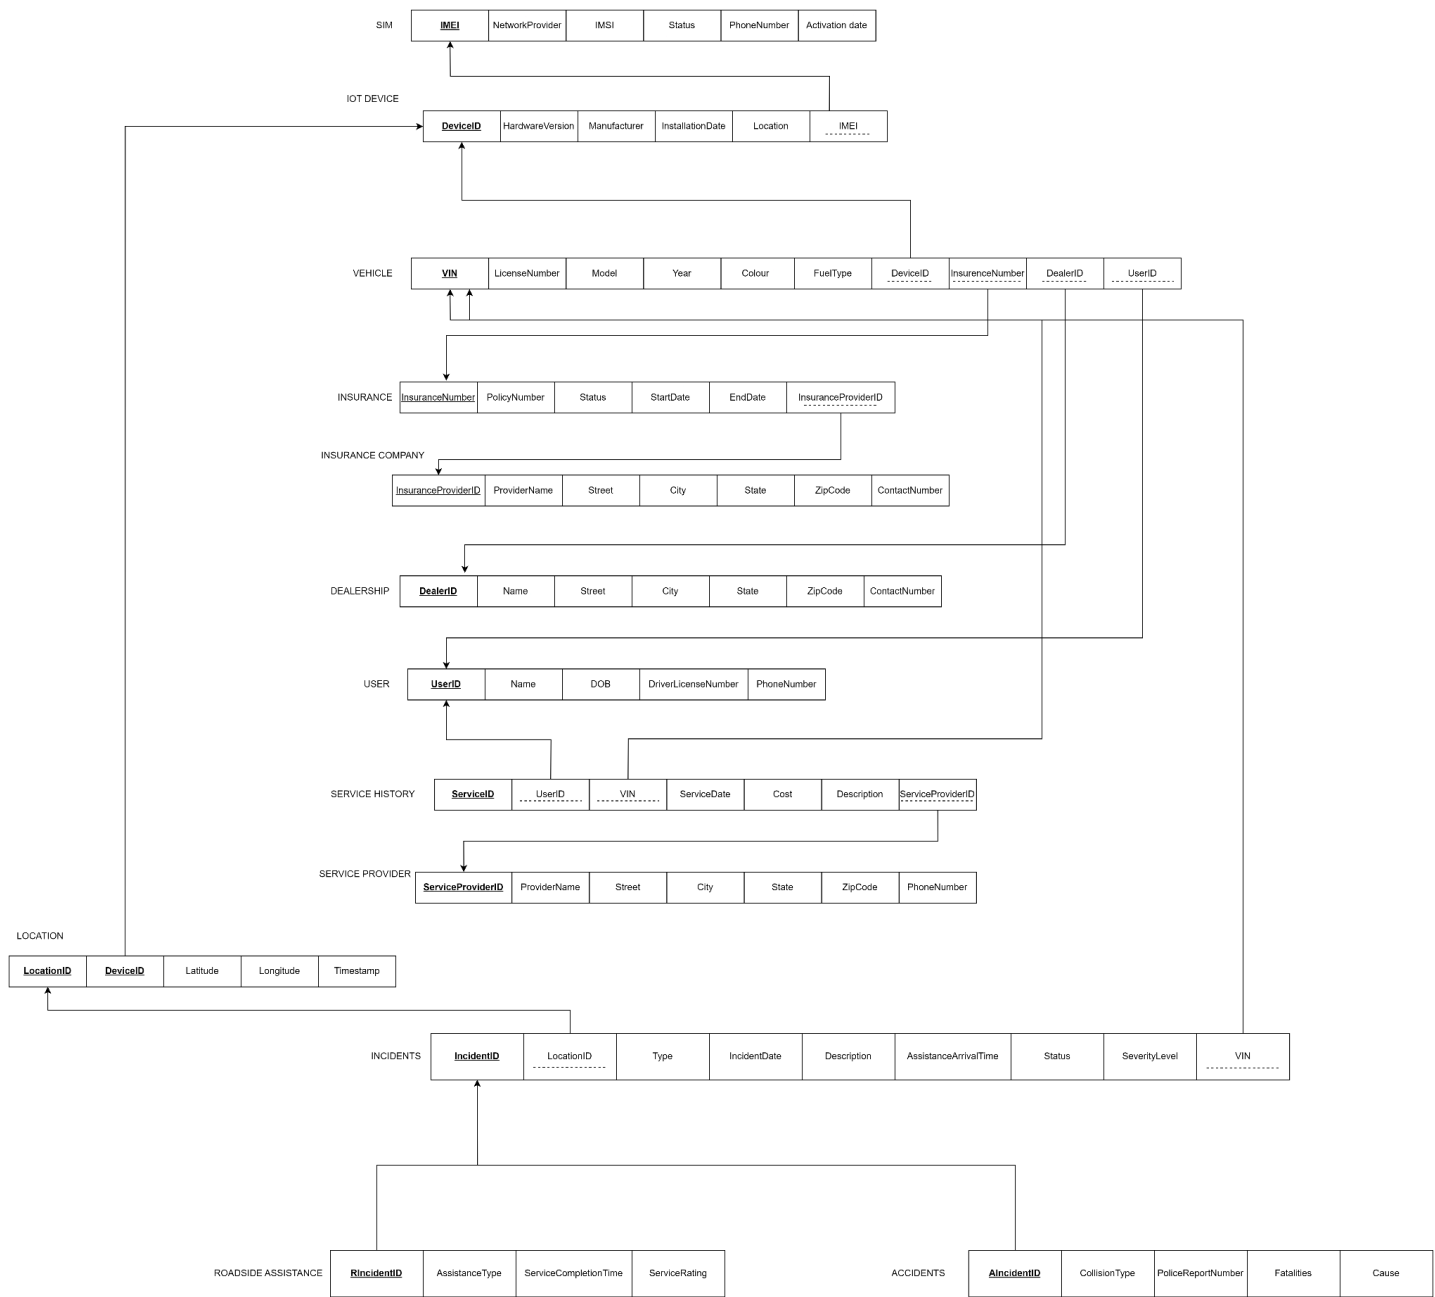 SIM
IMEI NetworkProvider IMSI Status PhoneNumber Activation date
IOT DEVICE
DeviceID HardwareVersion Manufacturer InstallationDate Location IMEI
VEHICLE
VIN LicenseNumber Model Year Colour FuelType DeviceID InsurenceNumber DealerID UserID
INSURANCE
InsuranceNumber PolicyNumber Status StartDate EndDate InsuranceProviderID
INSURANCE COMPANY
InsuranceProviderID ProviderName Street City State ZipCode ContactNumber
DEALERSHIP
DealerID Name Street City State ZipCode ContactNumber
USER
UserID Name DOB DriverLicenseNumber PhoneNumber
SERVICE HISTORY
ServiceID UserID VIN ServiceDate Cost Description ServiceProviderID
SERVICE PROVIDER
ServiceProviderID ProviderName Street City State ZipCode PhoneNumber
LOCATION
LocationID DeviceID Latitude Longitude Timestamp
INCIDENTS
IncidentID LocationID Type IncidentDate Description AssistanceArrivalTime Status SeverityLevel VIN
ROADSIDE ASSISTANCE
RIncidentID AssistanceType ServiceCompletionTime ServiceRating
ACCIDENTS
AIncidentID CollisionType PoliceReportNumber Fatalities Cause